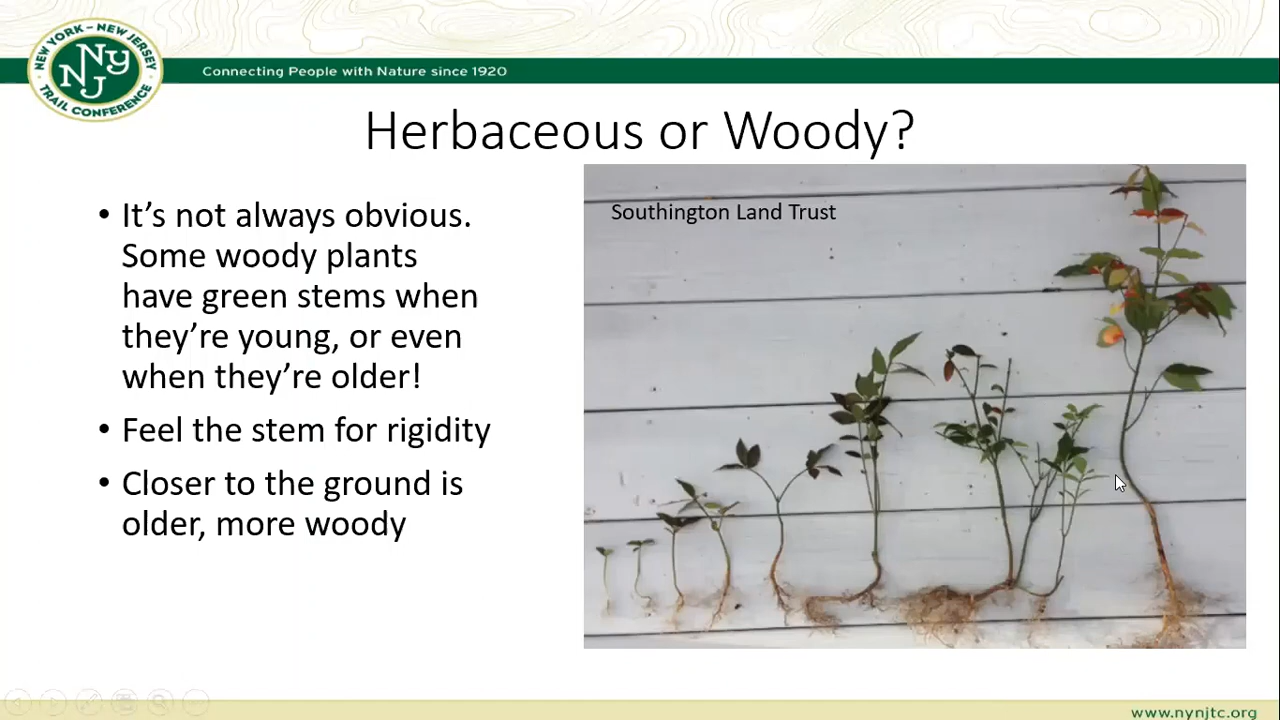 NEW YORK – NEW JERSEY
NY
NJ
TRAIL CONFERENCE
Connecting People with Nature since 1920
Herbaceous or Woody?
• It’s not always obvious.
Some woody plants
have green stems when
they’re young, or even
when they’re older!
• Feel the stem for rigidity
• Closer to the ground is
older, more woody
Southington Land Trust
www.nynjtc.org